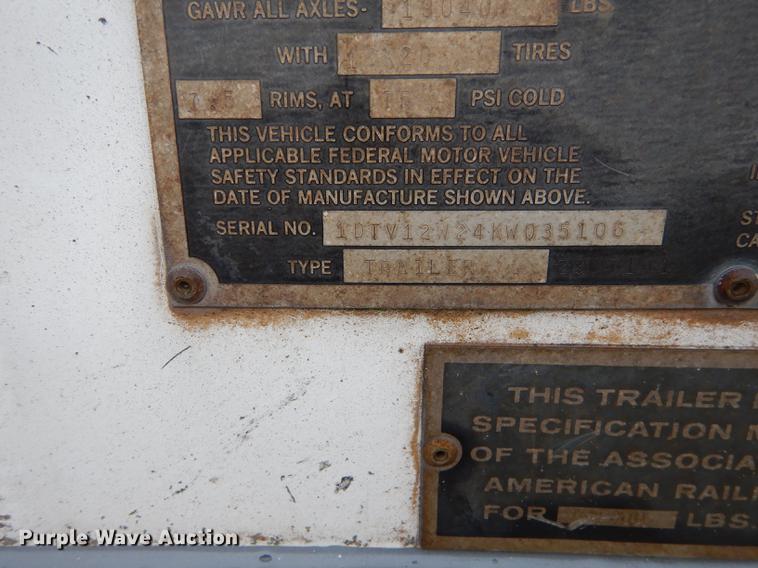 GAWR ALL AXLES- LBS
WITH TIRES
RIMS, AT PSI COLD
THIS VEHICLE CONFORMS TO ALL
APPLICABLE FEDERAL MOTOR VEHICLE
SAFETY STANDARDS IN EFFECT ON THE
DATE OF MANUFACTURE SHOWN ABOVE.
SERIAL NO. 1DTV12W24KW035106
TYPE TRAILER
THIS TRAILER
SPECIFICATION
OF THE ASSOCIA
AMERICAN RAIL
FOR LBS.
Purple Wave Auction